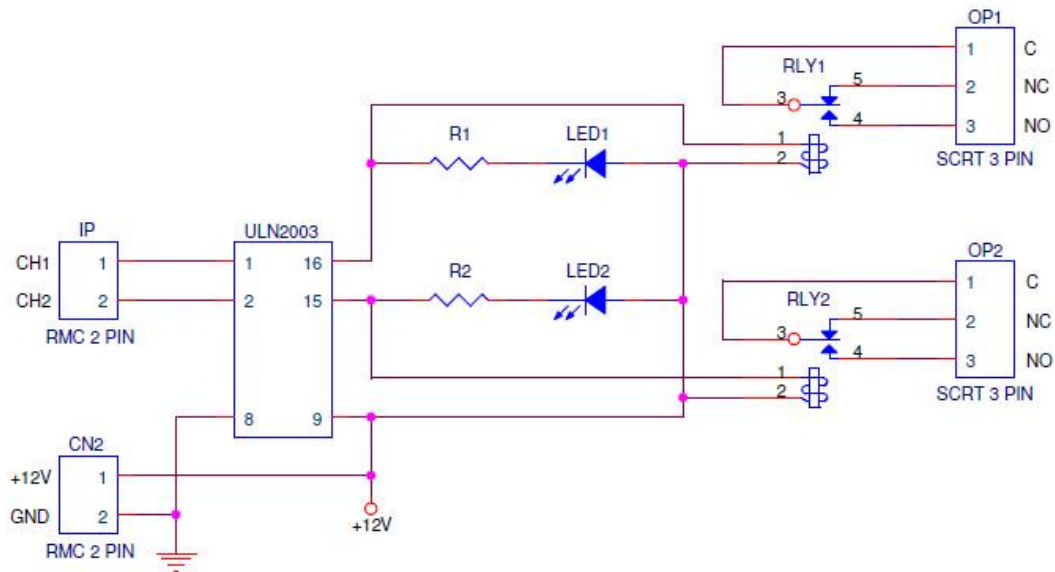 OP1
1 C
RLY1
5 2 NC
3
4 3 NO
R1 LED1
1
2
SCRT 3 PIN
IP ULN2003
CH1 1 1 16
CH2 2 2 15
RMC 2 PIN
R2 LED2
OP2
1 C
RLY2
5 2 NC
3
4 3 NO
1
2
SCRT 3 PIN
8 9
CN2
+12V 1
GND 2
+12V
RMC 2 PIN